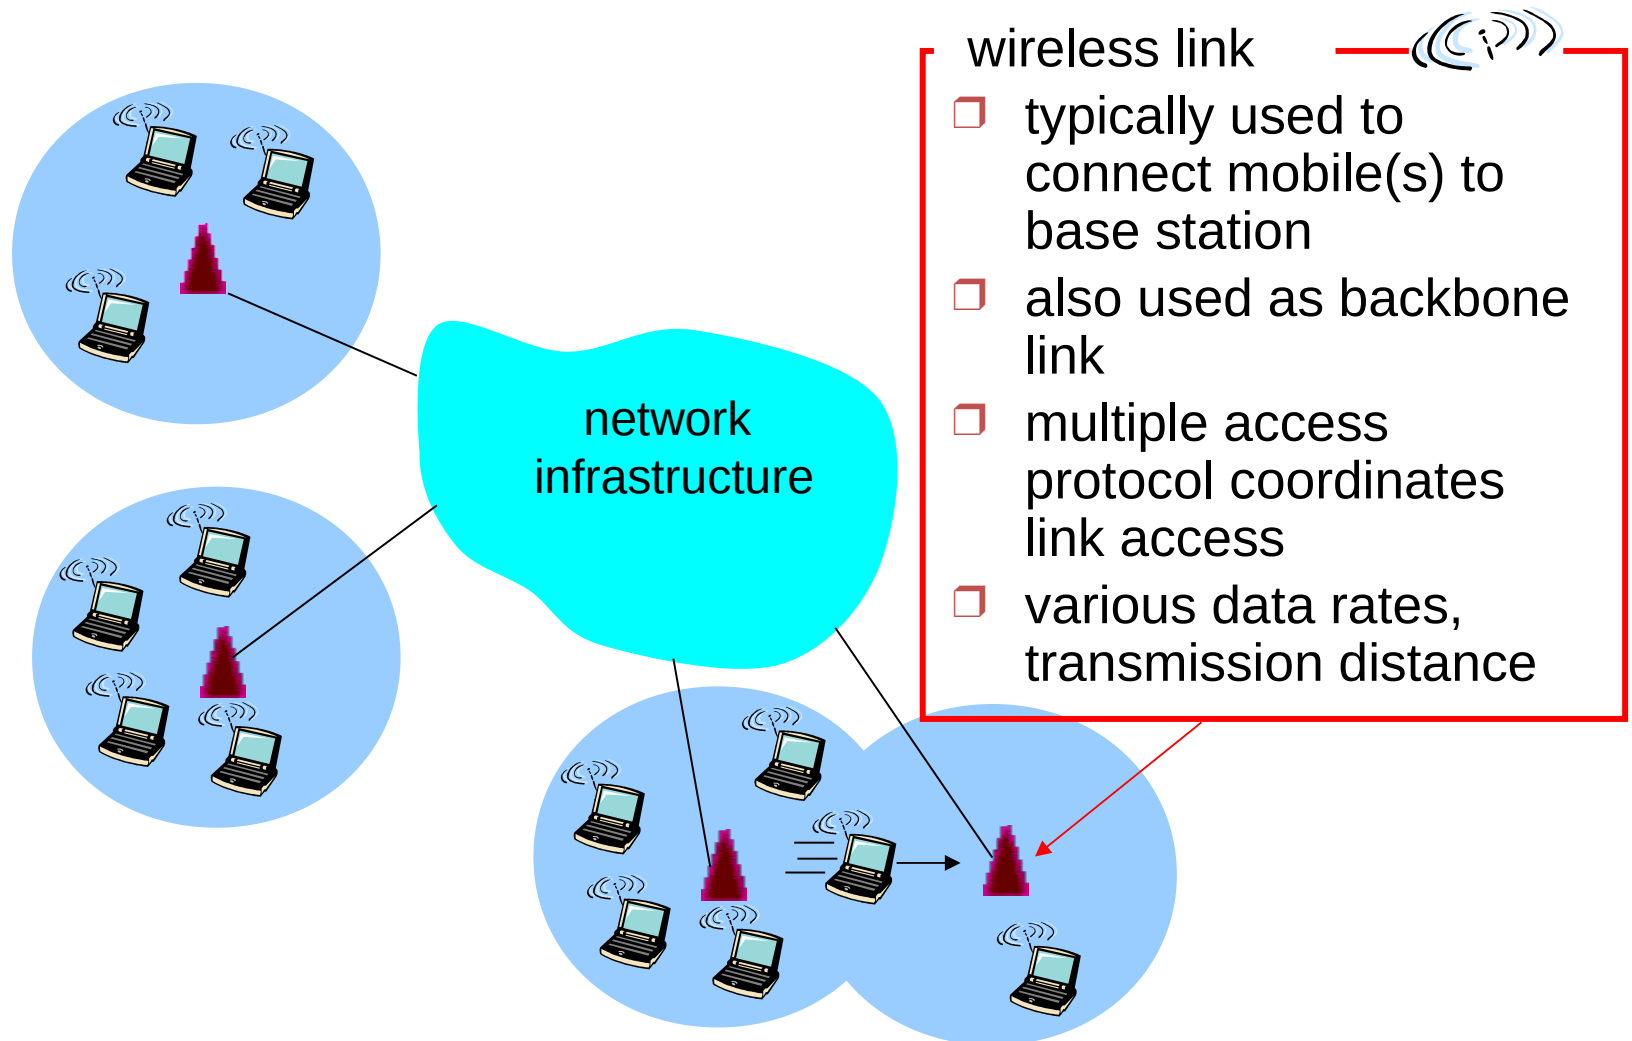 wireless link
typically used to
connect mobile(s) to
base station
also used as backbone
link
multiple access
protocol coordinates
link access
various data rates,
transmission distance
network
infrastructure